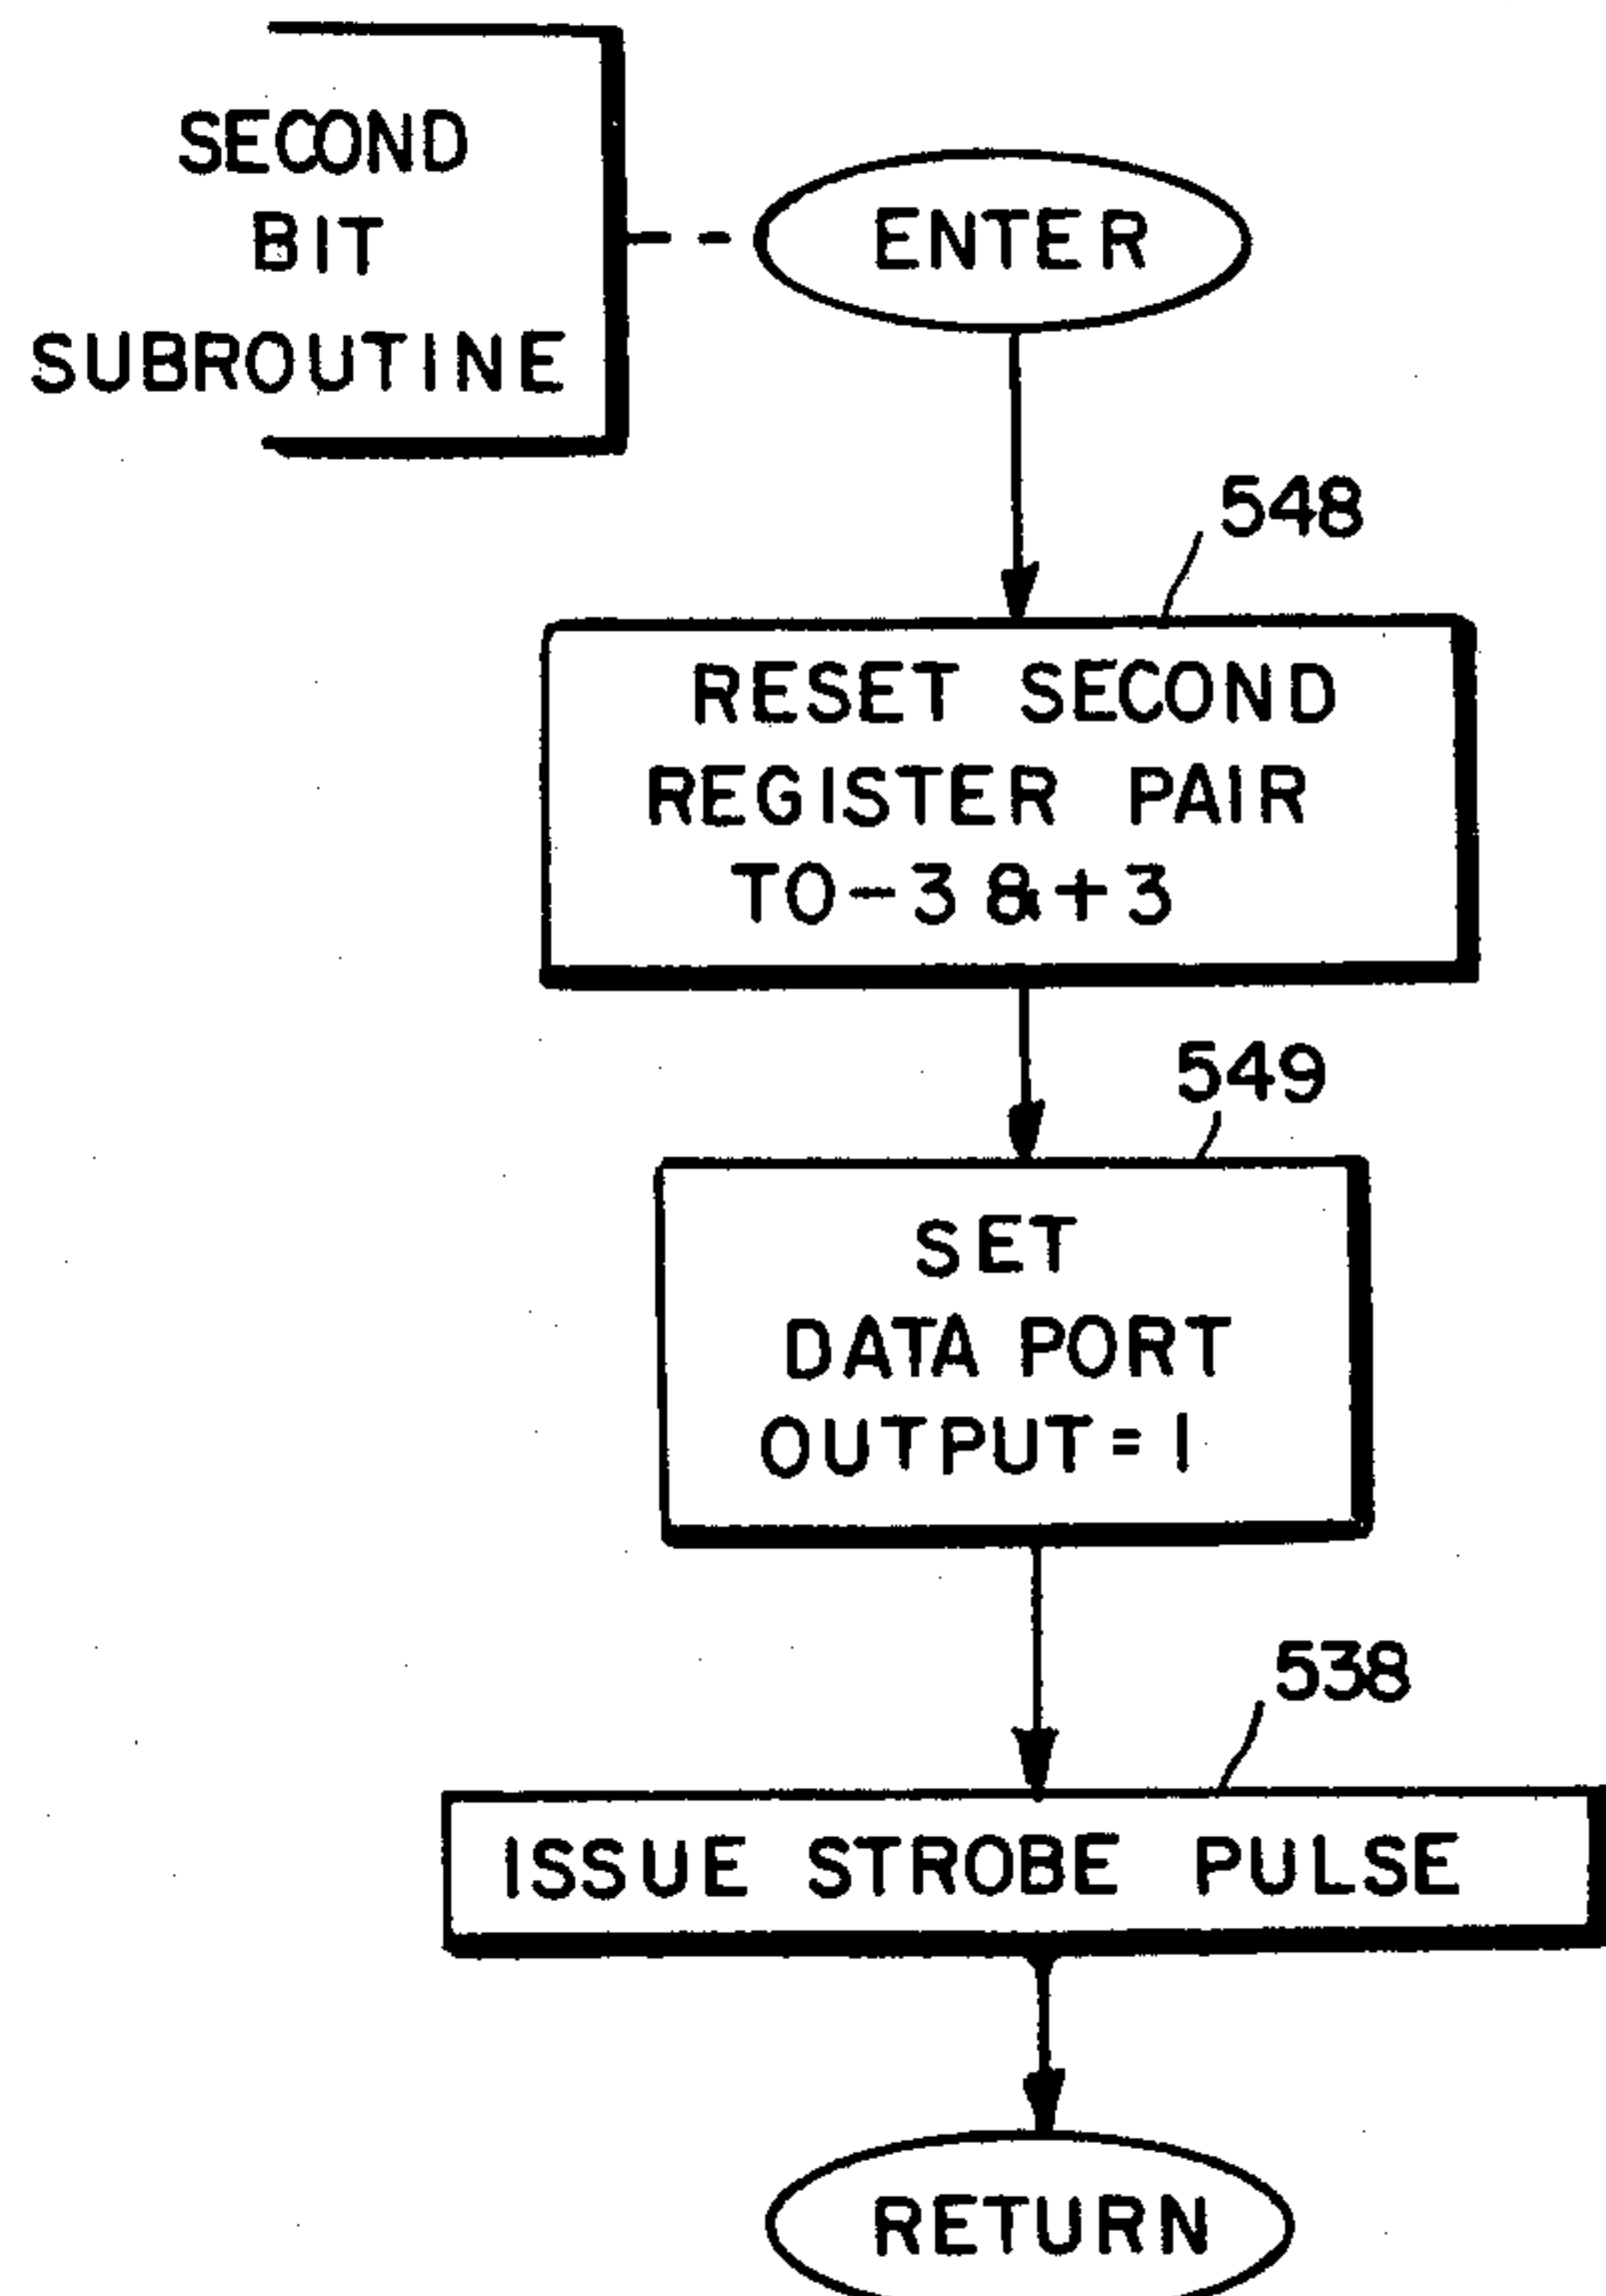 SECOND
BIT
SUBROUTINE
ENTER
548
RESET SECOND
REGISTER PAIR
TO-3 &+3
549
SET
DATA PORT
OUTPUT=1
538
ISSUE STROBE PULSE
RETURN